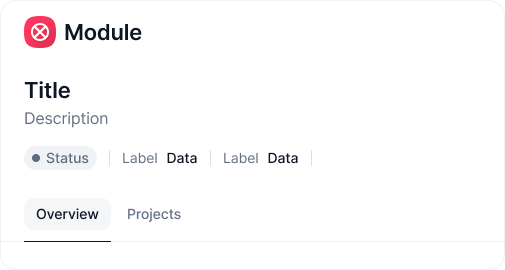 Module
Title
Description
Status Label Data Label Data
Overview Projects